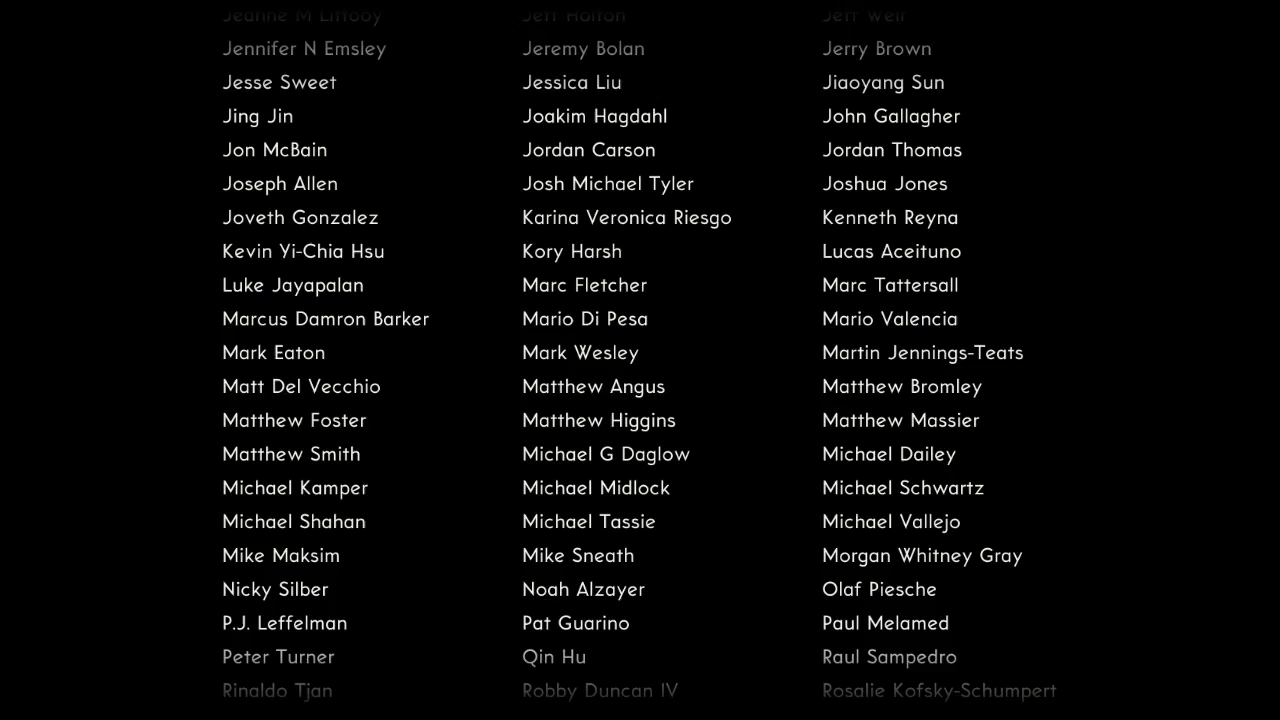 Jennifer N Emsley Jeremy Bolan Jerry Brown
Jesse Sweet Jessica Liu Jiaoyang Sun
Jing Jin Joakim Hagdahl John Gallagher
Jon McBain Jordan Carson Jordan Thomas
Joseph Allen Josh Michael Tyler Joshua Jones
Joveth Gonzalez Karina Veronica Riesgo Kenneth Reyna
Kevin Yi-Chia Hsu Kory Harsh Lucas Aceituno
Luke Jayapalan Marc Fletcher Marc Tattersall
Marcus Damron Barker Mario Di Pesa Mario Valencia
Mark Eaton Mark Wesley Martin Jennings-Teats
Matt Del Vecchio Matthew Angus Matthew Bromley
Matthew Foster Matthew Higgins Matthew Massier
Matthew Smith Michael G Daglow Michael Dailey
Michael Kamper Michael Midlock Michael Schwartz
Michael Shahan Michael Tassie Michael Vallejo
Mike Maksim Mike Sneath Morgan Whitney Gray
Nicky Silber Noah Alzayer Olaf Piesche
P.J. Leffelman Pat Guarino Paul Melamed
Peter Turner Qin Hu Raul Sampedro
Rinaldo Tjan Robby Duncan IV Rosalie Kofsky-Schumpert